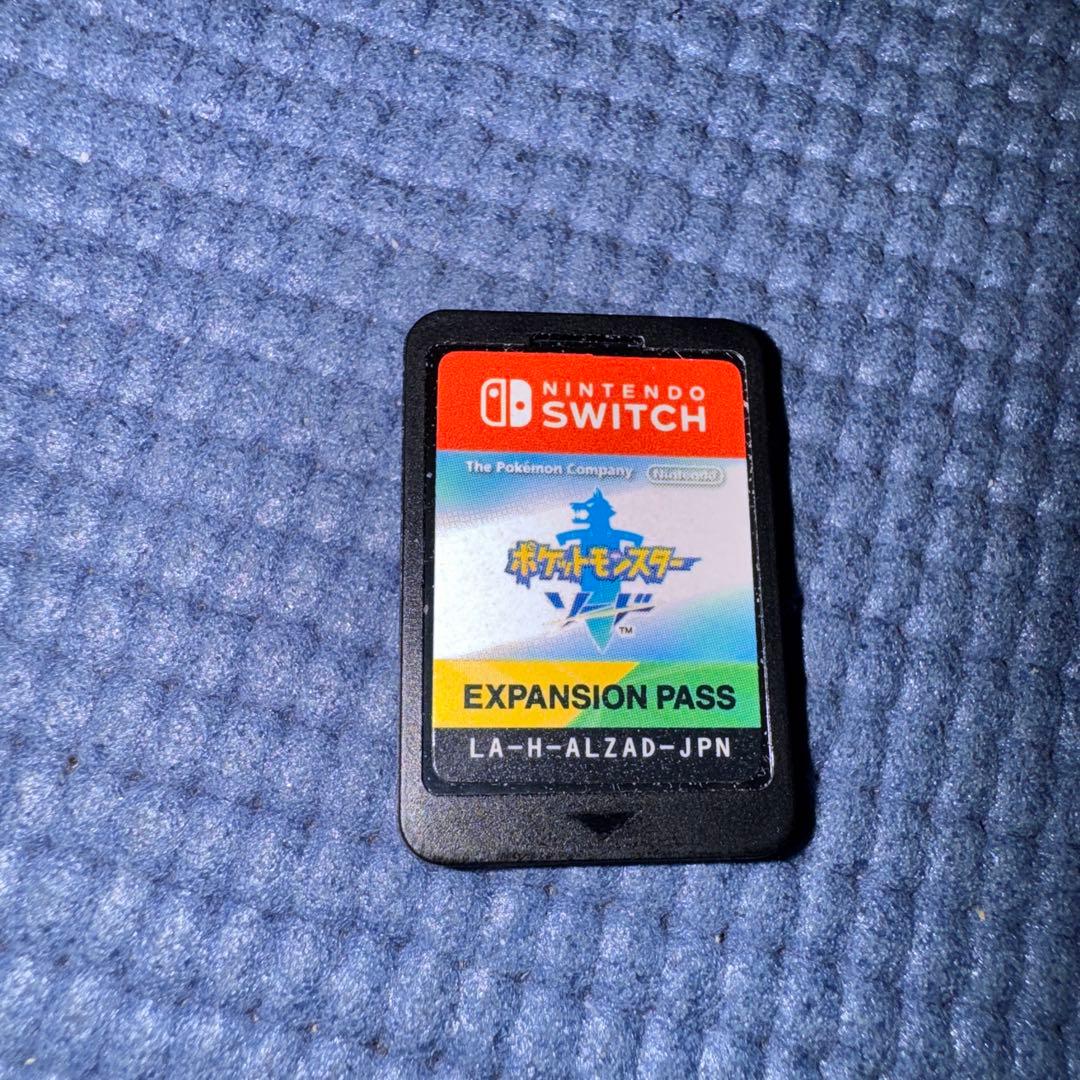 NINTENDO
SWITCH
The Pokémon Company Nintendo
ポケットモンスター
ソード TM
EXPANSION PASS
LA-H-ALZAD-JPN